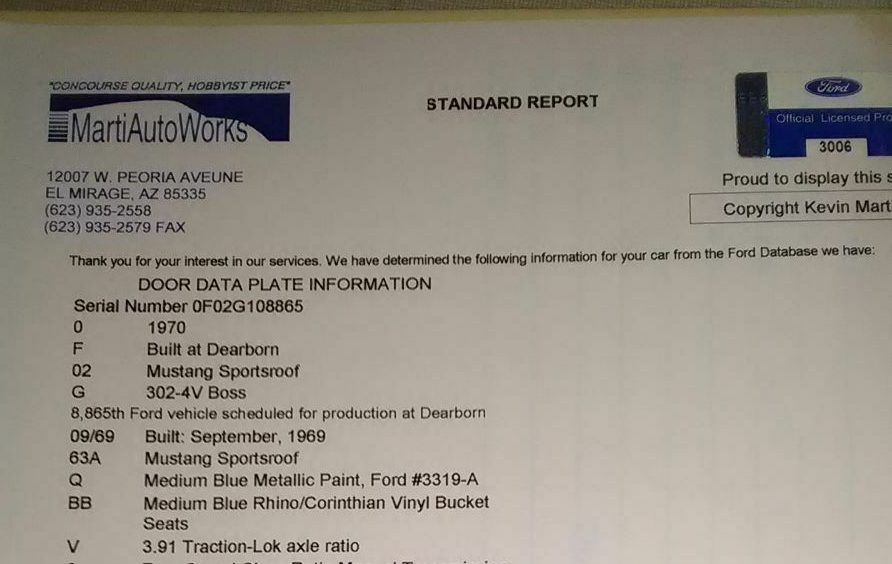 "CONCOURSE QUALITY, HOBBYIST PRICE"
MartiAutoWorks
STANDARD REPORT
Ford
Official Licensed Pro
3006
12007 W. PEORIA AVEUNE
EL MIRAGE, AZ 85335
(623) 935-2558
(623) 935-2579 FAX
Proud to display this s
Copyright Kevin Mart
Thank you for your interest in our services. We have determined the following information for your car from the Ford Database we have:
DOOR DATA PLATE INFORMATION
Serial Number 0F02G108865
0 1970
F Built at Dearborn
02 Mustang Sportsroof
G 302-4V Boss
8,865th Ford vehicle scheduled for production at Dearborn
09/69 Built: September, 1969
63A Mustang Sportsroof
Q Medium Blue Metallic Paint, Ford #3319-A
BB Medium Blue Rhino/Corinthian Vinyl Bucket
Seats
V 3.91 Traction-Lok axle ratio